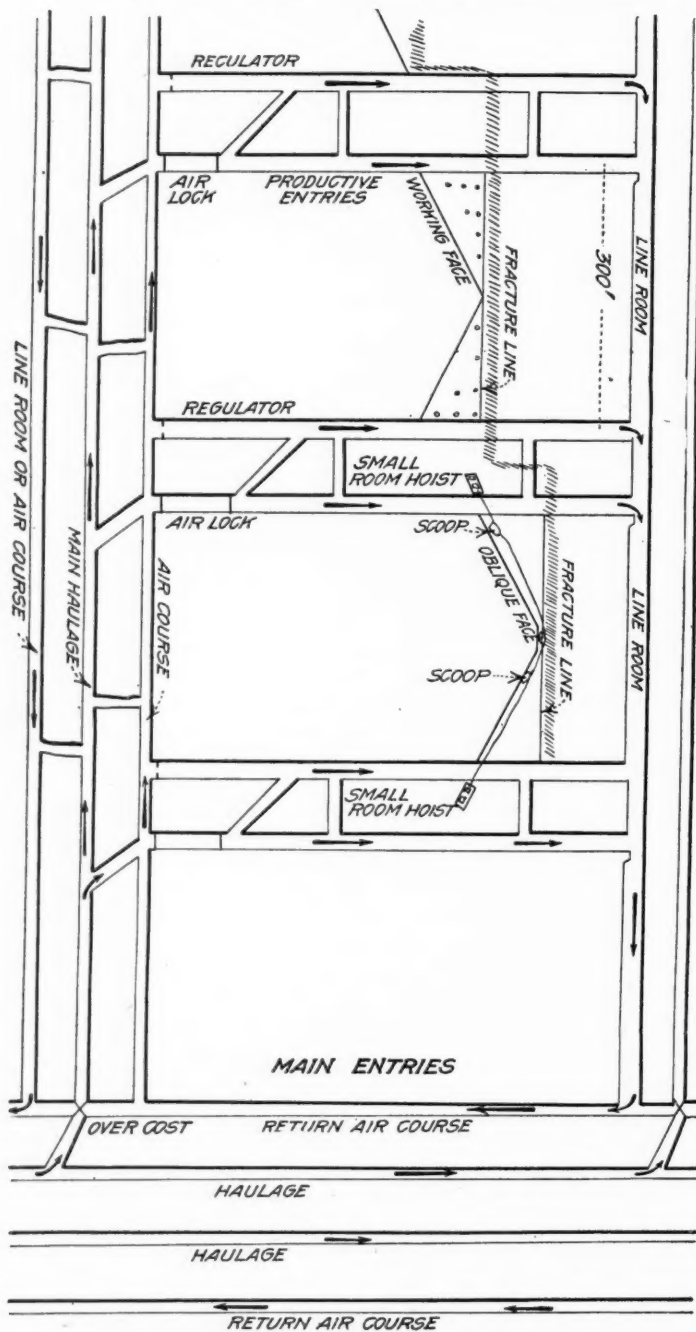 REGULATOR
AIR
LOCK
PRODUCTIVE
ENTRIES
WORKING FACE
FRACTURE LINE
300'
LINE ROOM
REGULATOR
SMALL
ROOM HOIST
AIR LOCK
SCOOP
OBLIQUE FACE
LINE ROOM OR AIR COURSE
MAIN HAULAGE
AIR COURSE
SCOOP
FRACTURE LINE
LINE ROOM
SMALL
ROOM HOIST
MAIN ENTRIES
OVER COST
RETURN AIR COURSE
HAULAGE
HAULAGE
RETURN AIR COURSE